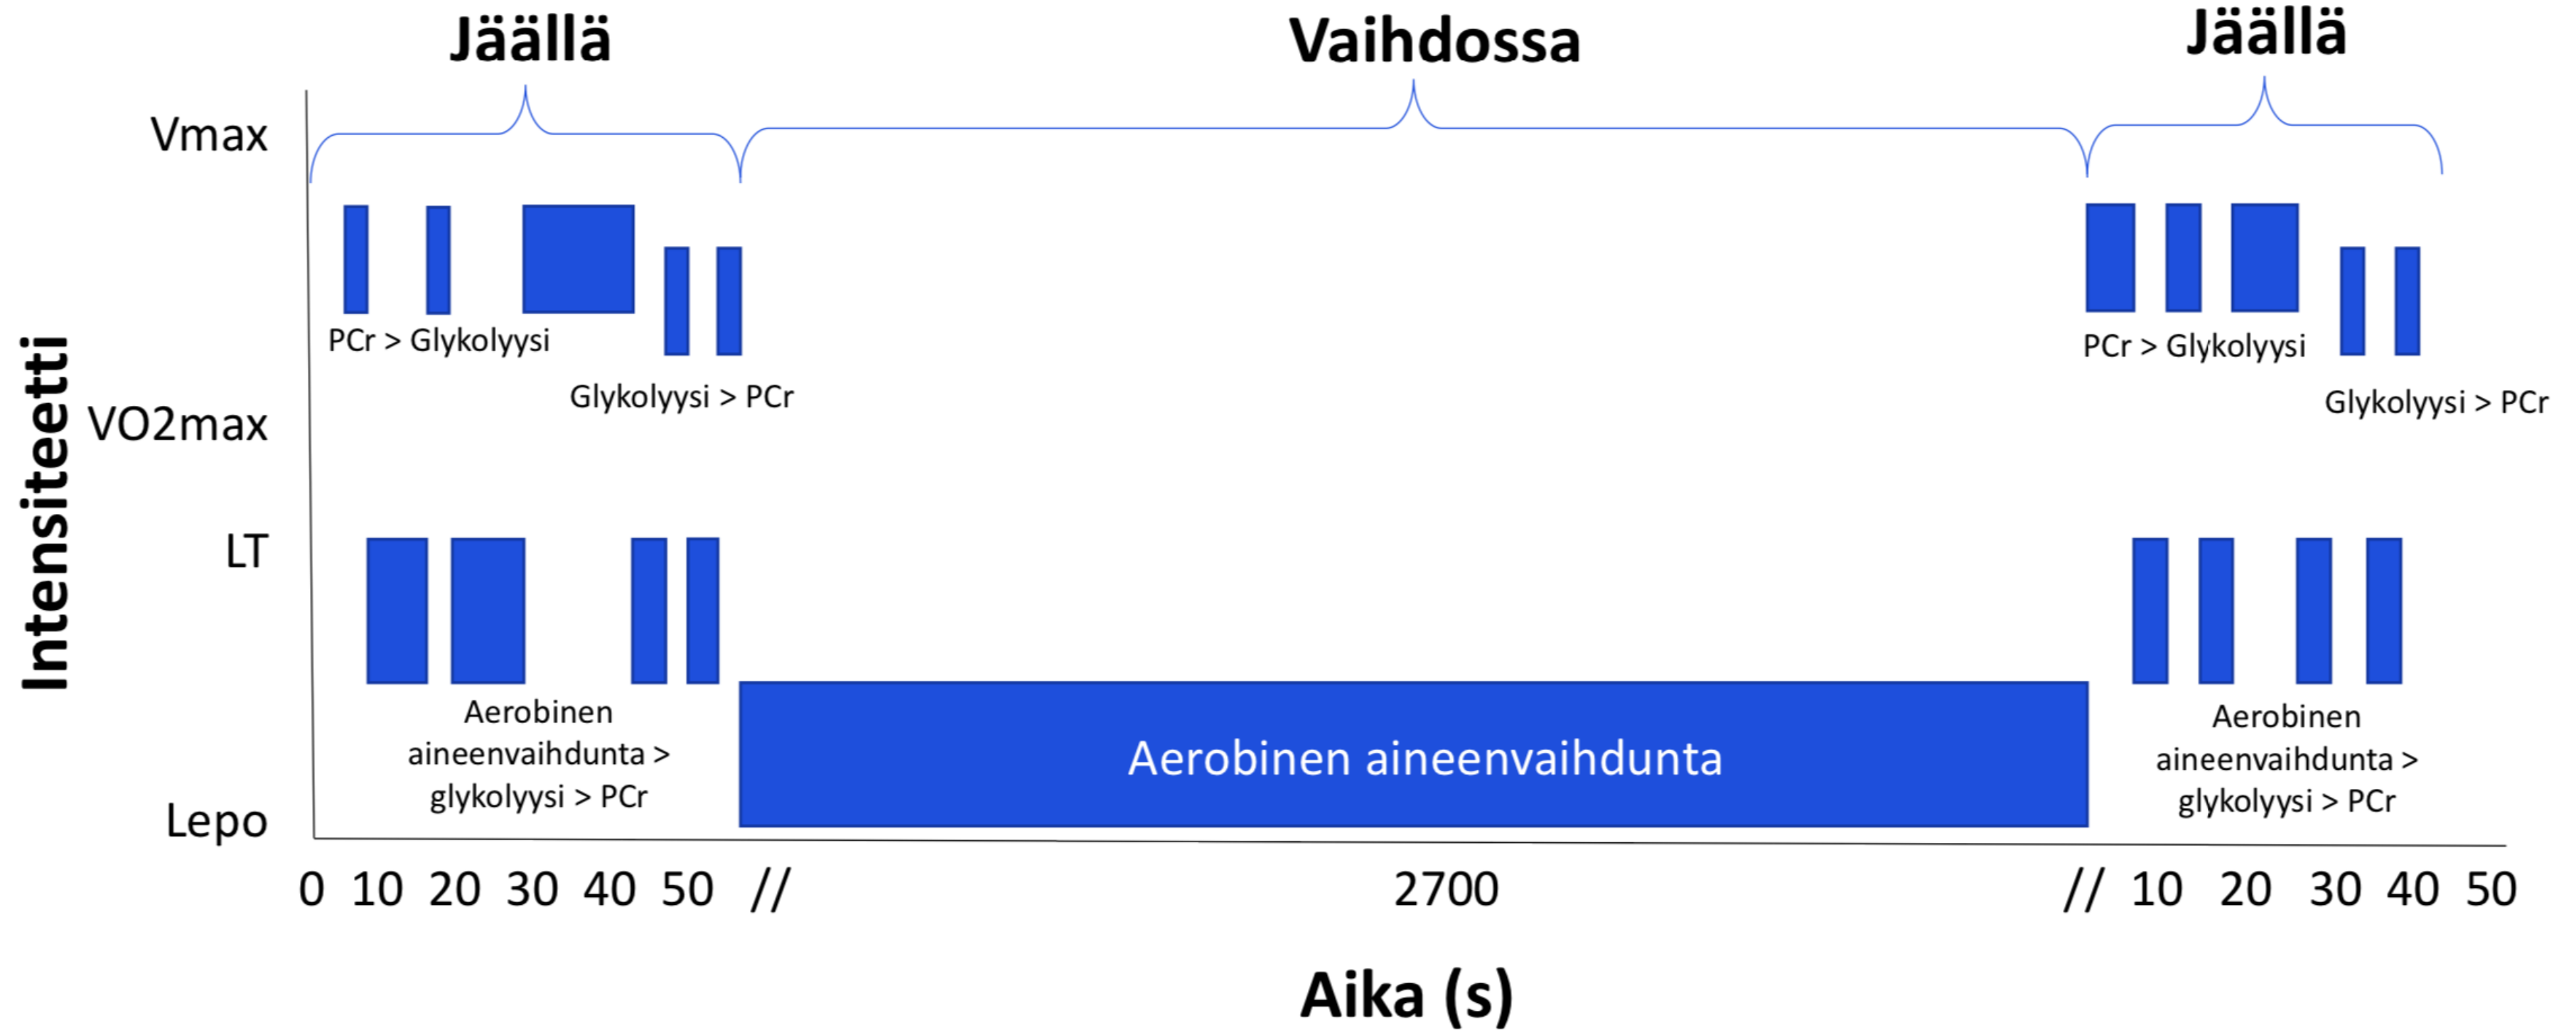 Jäällä
Vaihdossa
Jäällä
Intensiteetti
Vmax
VO2max
LT
Lepo
PCr > Glykolyysi
Glykolyysi > PCr
Aerobinen
aineenvaihdunta >
glykolyysi > PCr
Aerobinen aineenvaihdunta
PCr > Glykolyysi
Glykolyysi > PCr
Aerobinen
aineenvaihdunta >
glykolyysi > PCr
0 10 20 30 40 50 // 2700 // 10 20 30 40 50
Aika (s)